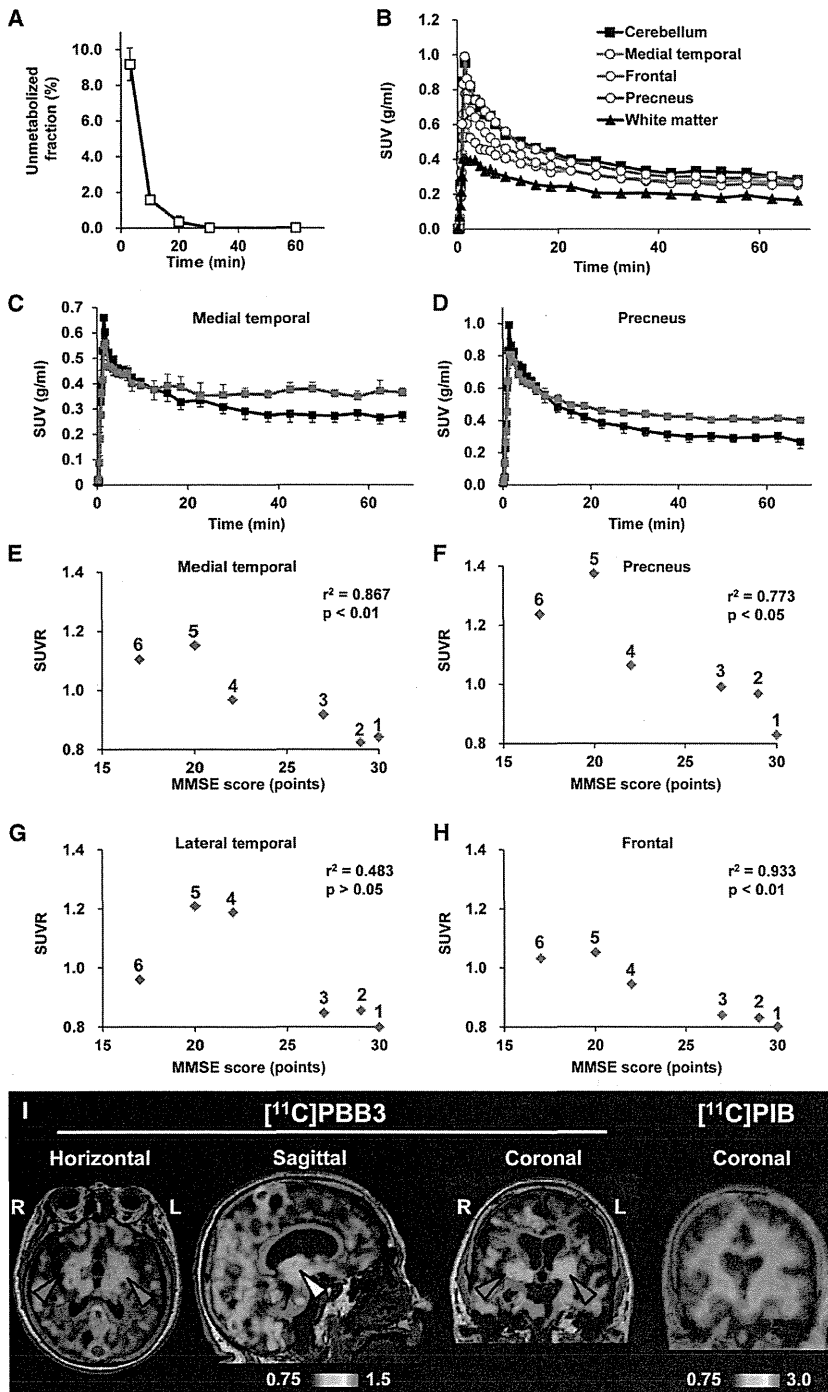 A
Unmetabolized fraction (%)
10.0
8.0
6.0
4.0
2.0
0.0
0 20 40 60
Time (min)
B
SUV (g/ml)
1.2
1.0
0.8
0.6
0.4
0.2
0.0
0 20 40 60
Time (min)
Cerebellum
Medial temporal
Frontal
Precneus
White matter
C
Medial temporal
SUV (g/ml)
0.7
0.6
0.5
0.4
0.3
0.2
0.1
0
0 20 40 60
Time (min)
D
Precneus
SUV (g/ml)
1.0
0.8
0.6
0.4
0.2
0.0
0 20 40 60
Time (min)
E
Medial temporal
r² = 0.867
p < 0.01
SUVR
1.4
1.2
1.0
0.8
6 5 4 3 2 1
15 20 25 30
MMSE score (points)
F
Precneus
r² = 0.773
p < 0.05
SUVR
1.4
1.2
1.0
0.8
6 5 4 3 2 1
15 20 25 30
MMSE score (points)
G
Lateral temporal
r² = 0.483
p > 0.05
SUVR
1.4
1.2
1.0
0.8
6 5 4 3 2 1
15 20 25 30
MMSE score (points)
H
Frontal
r² = 0.933
p < 0.01
SUVR
1.4
1.2
1.0
0.8
6 5 4 3 2 1
15 20 25 30
MMSE score (points)
I
[¹¹C]PBB3
[¹¹C]PIB
Horizontal
Sagittal
Coronal
Coronal
R L
R L
0.75 1.5
0.75 3.0